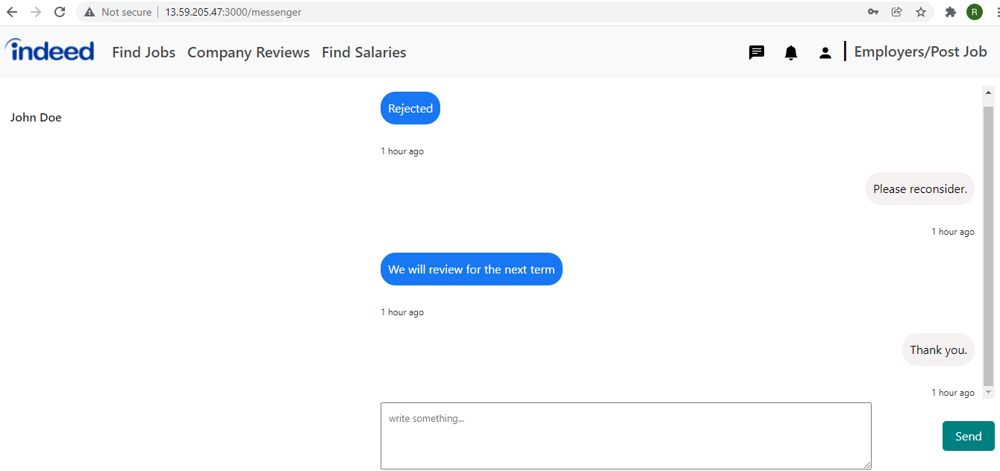 Not secure | 13.59.205.47:3000/messenger
R
indeed Find Jobs Company Reviews Find Salaries Employers/Post Job
John Doe
Rejected
1 hour ago
Please reconsider.
1 hour ago
We will review for the next term
1 hour ago
Thank you.
1 hour ago
write something...
Send